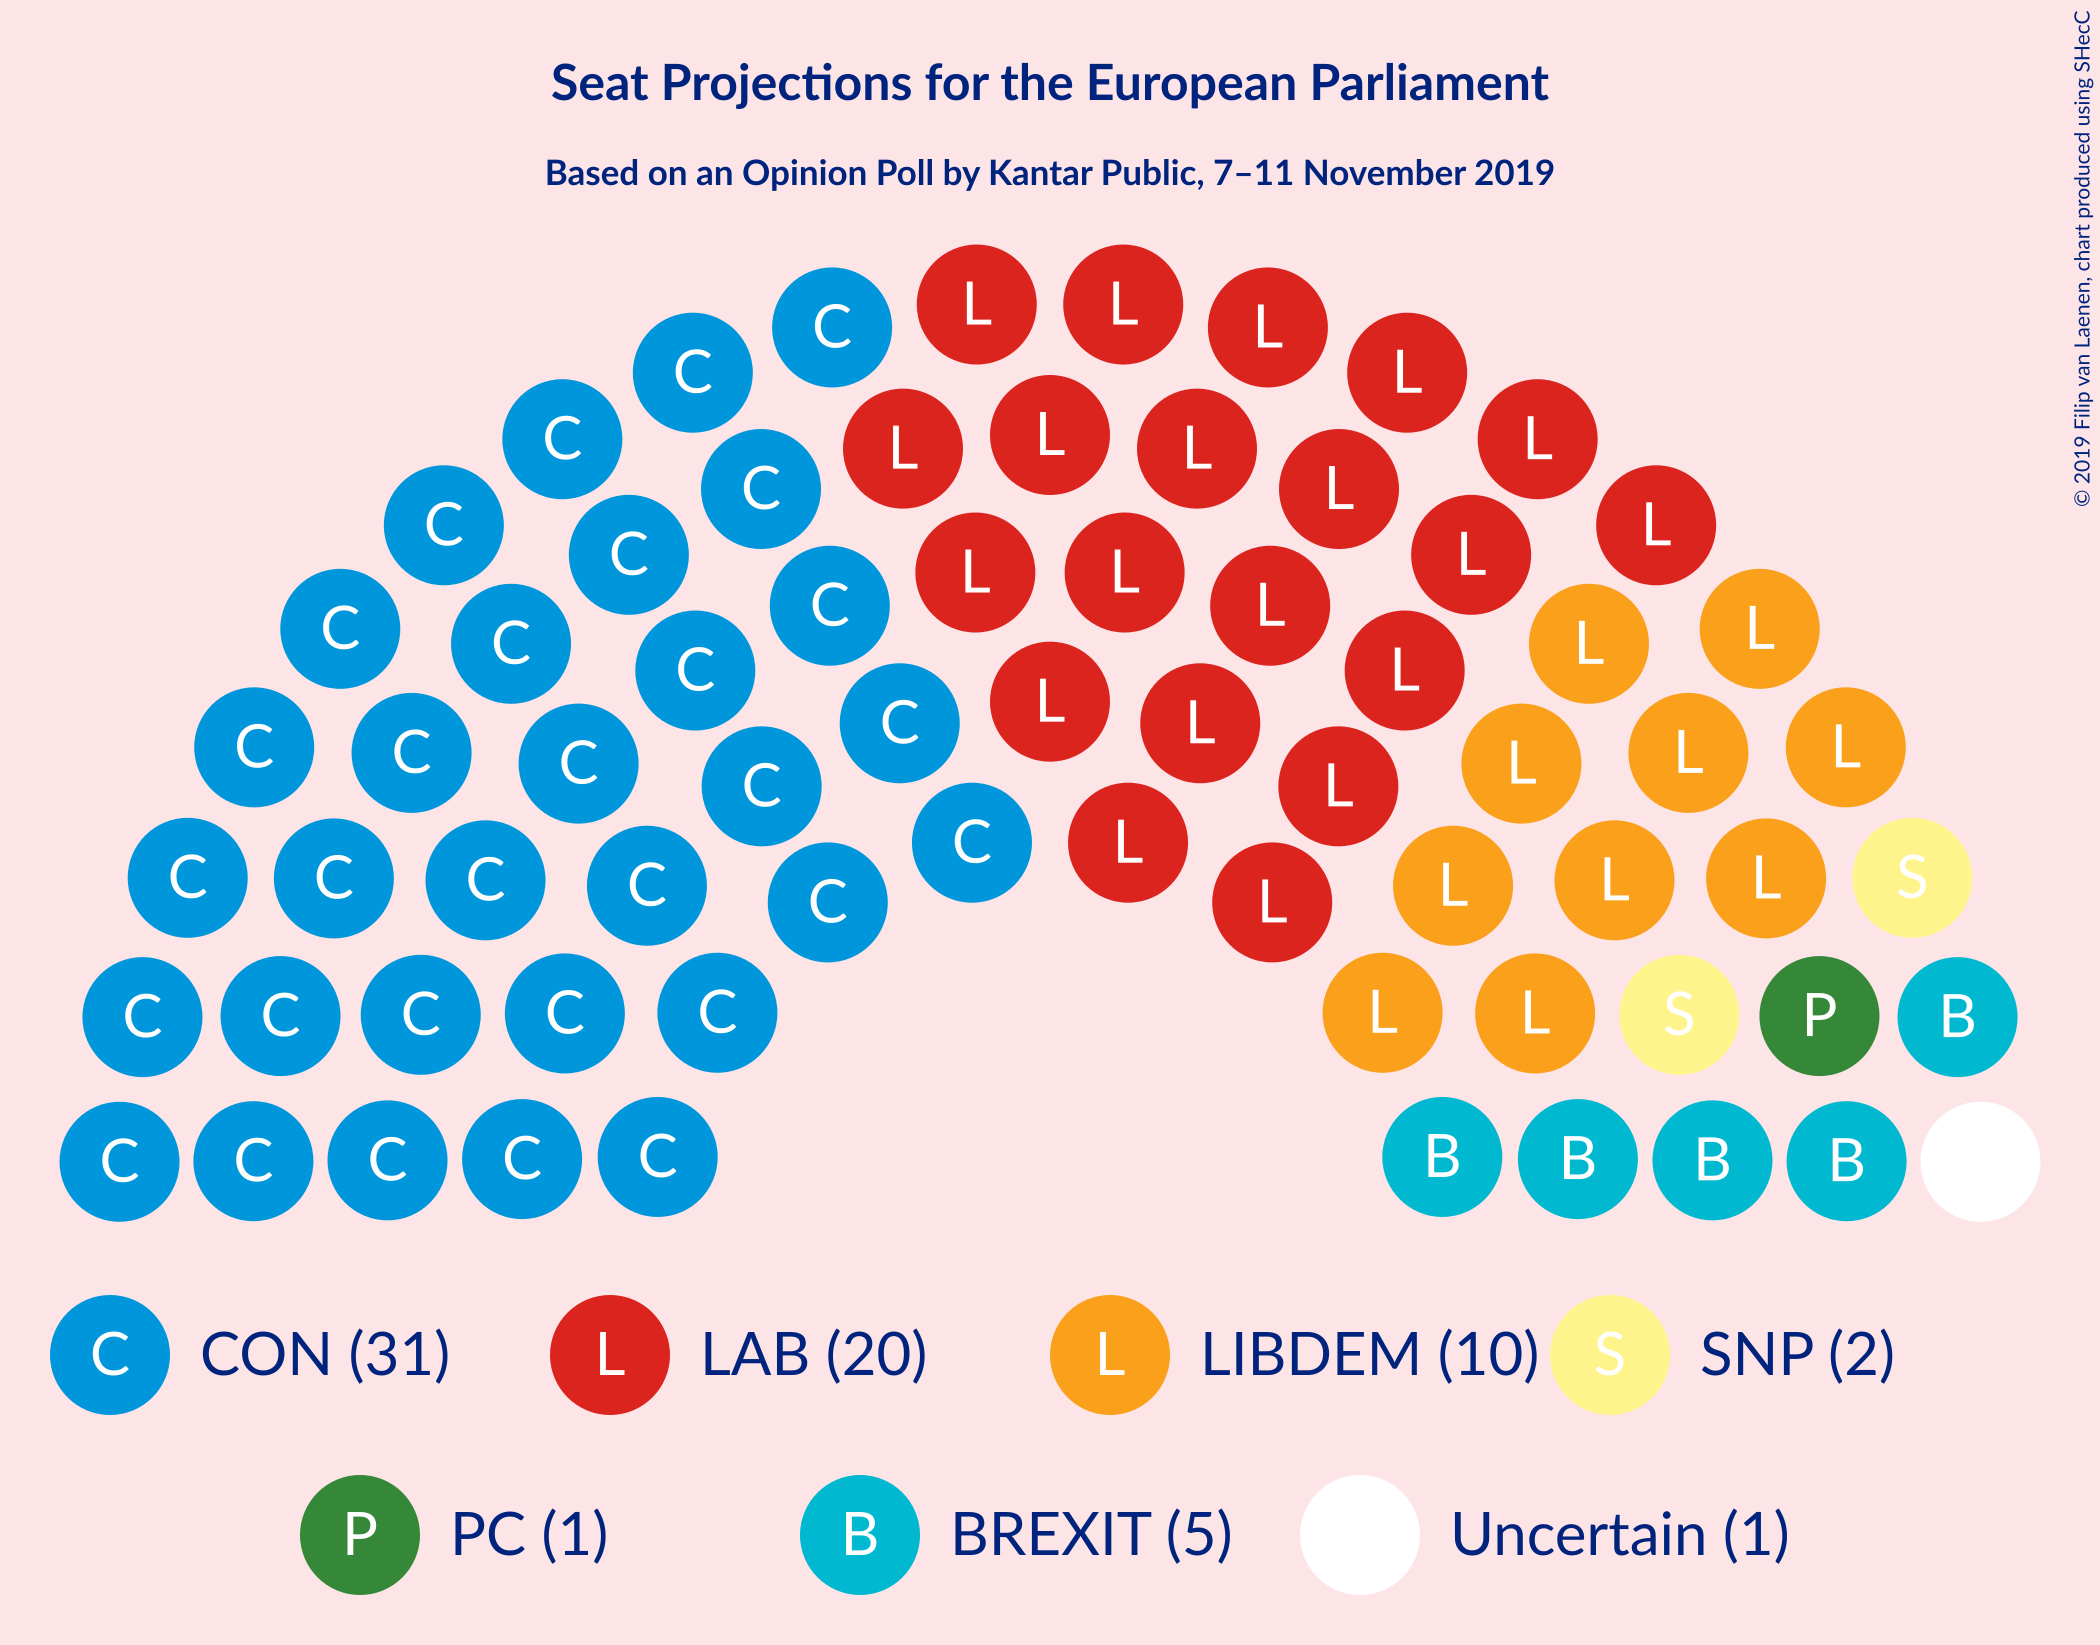 Seat Projections for the European Parliament
Based on an Opinion Poll by Kantar Public, 7–11 November 2019
© 2019 Filip van Laenen, chart produced using SHecC
L L
C L
C L
L
C L
L L
C L
C L
C L
L L
C L
C L
C L
C L
C L
C L
L
C L
C L
C L
C L
C L
C L
C L
C S
C L
C L
C L
C L
C S
C P
C B
C L
C L
C C C C C B B B B
C CON (31) L LAB (20) L LIBDEM (10) S SNP (2)
P PC (1) B BREXIT (5) Uncertain (1)